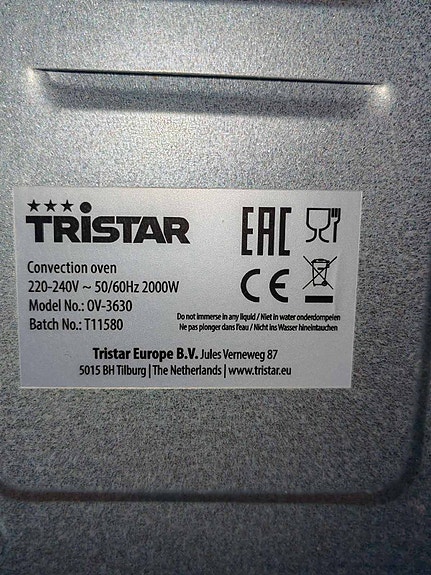 TRISTAR
EAC
Convection oven
220-240V ~ 50/60Hz 2000W
CE
Model No.: OV-3630
Batch No.: T11580
Do not immerse in any liquid / Niet in water onderdompelen
Ne pas plonger dans l'eau / Nicht ins Wasser hineintauchen
Tristar Europe B.V. Jules Verneweg 87
5015 BH Tilburg | The Netherlands | www.tristar.eu